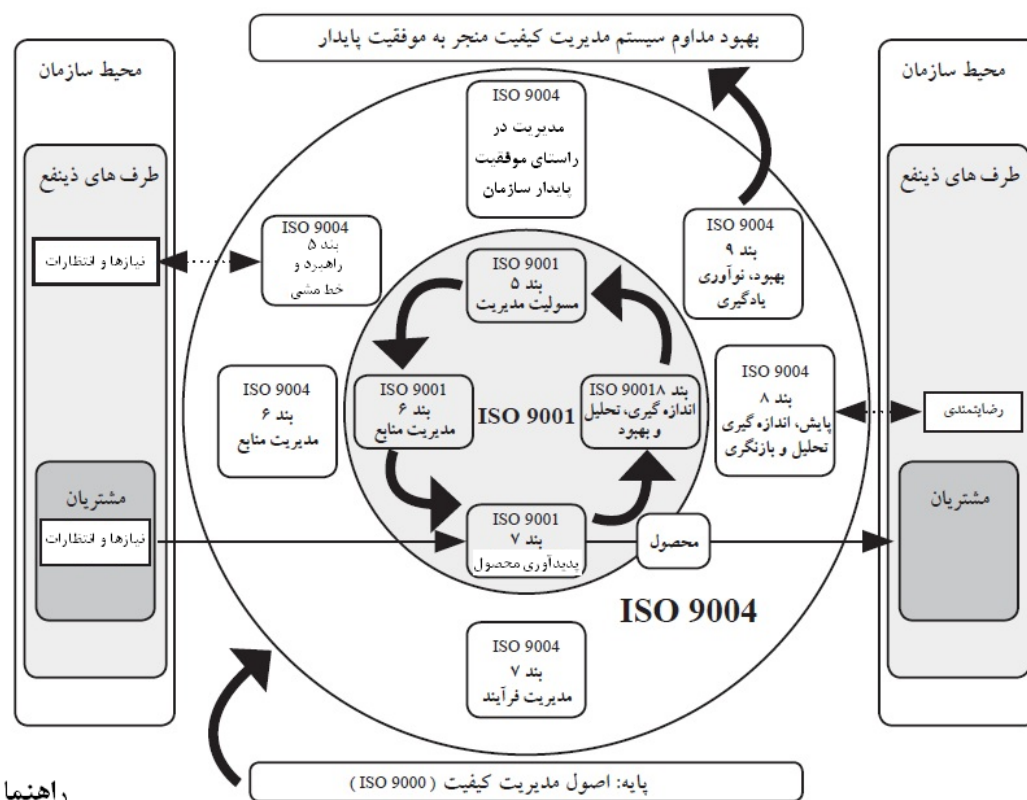 بهبود مداوم سیستم مدیریت کیفیت منجر به موفقیت پایدار
محیط سازمان
طرف های ذینفع
نیازها و انتظارات
مشتریان
نیازها و انتظارات
محیط سازمان
طرف های ذینفع
رضایتمندی
مشتریان
ISO 9004
مدیریت در
راستای موفقیت
پایدار سازمان
ISO 9004
بند ۵
راهبرد و
خط مشی
ISO 9004
بند ۹
بهبود، نوآوری
یادگیری
ISO 9004
بند ۶
مدیریت منابع
ISO 9004
بند ۸
پایش، اندازه گیری
تحلیل و بازنگری
ISO 9001
بند ۵
مسولیت مدیریت
ISO 9001
بند ۶
مدیریت منابع
ISO 9001
بند ۸ ISO 9001
اندازه گیری، تحلیل
و بهبود
ISO 9001
بند ۷
پدیدآوری محصول
محصول
ISO 9004
ISO 9004
بند ۷
مدیریت فرآیند
پایه: اصول مدیریت کیفیت ( ISO 9000 )
راهنما